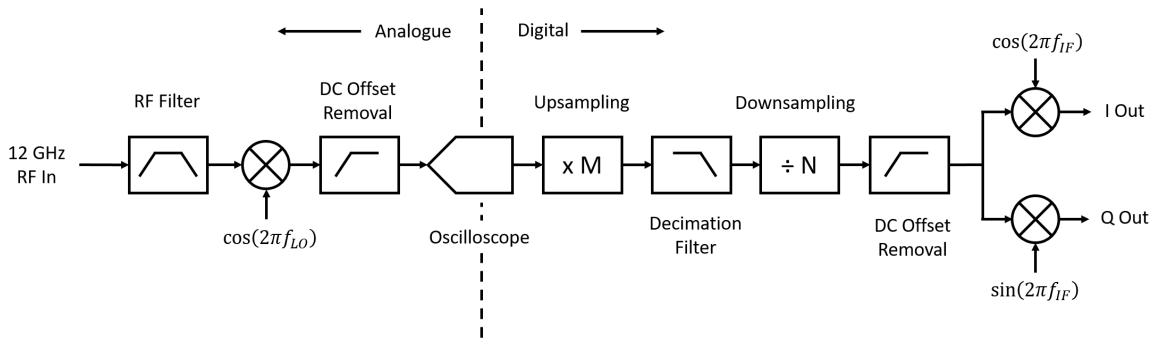 Analogue
Digital
cos(2πf_IF)
RF Filter
DC Offset
Removal
Upsampling
Downsampling
I Out
12 GHz
RF In
x M
÷ N
Q Out
cos(2πf_LO)
Oscilloscope
Decimation
Filter
DC Offset
Removal
sin(2πf_IF)